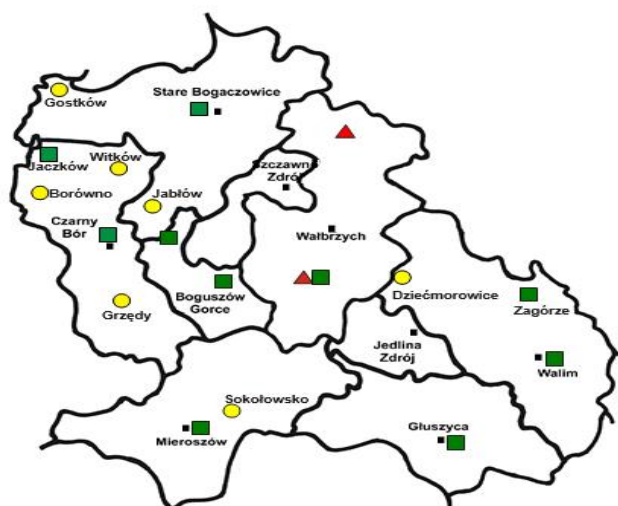 Gostków
Stare Bogaczowice
Jaczków
Witków
Szczawno
Zdrój
Borówno
Jabłów
Czarny
Bór
Wałbrzych
Boguszów
Gorce
Dziećmorowice
Zagórze
Grzędy
Jedlina
Zdrój
Walim
Sokołowsko
Mieroszów
Głuszyca